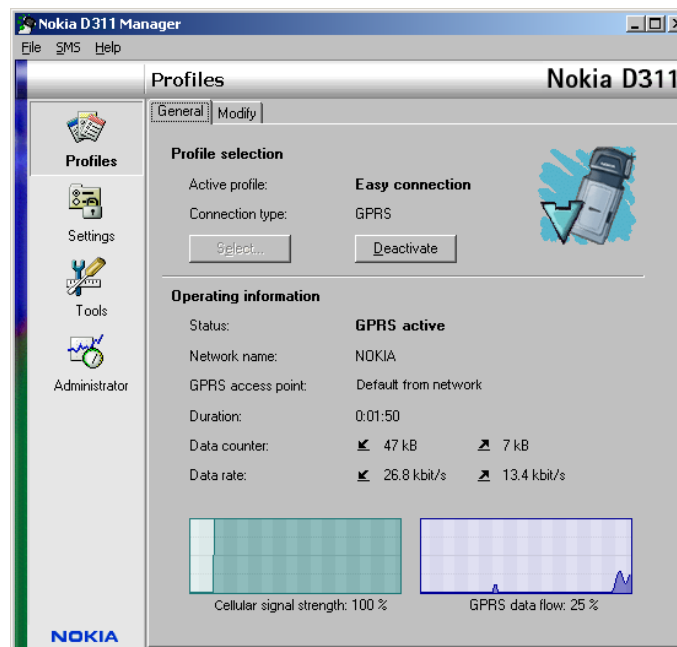 Nokia D311 Manager
File SMS Help
Profiles
Nokia D311
General Modify
Profiles
Settings
Tools
Administrator
NOKIA
Profile selection
Active profile: Easy connection
Connection type: GPRS
Select... Deactivate
Operating information
Status: GPRS active
Network name: NOKIA
GPRS access point: Default from network
Duration: 0:01:50
Data counter: 47 kB 7 kB
Data rate: 26.8 kbit/s 13.4 kbit/s
Cellular signal strength: 100 % GPRS data flow: 25 %